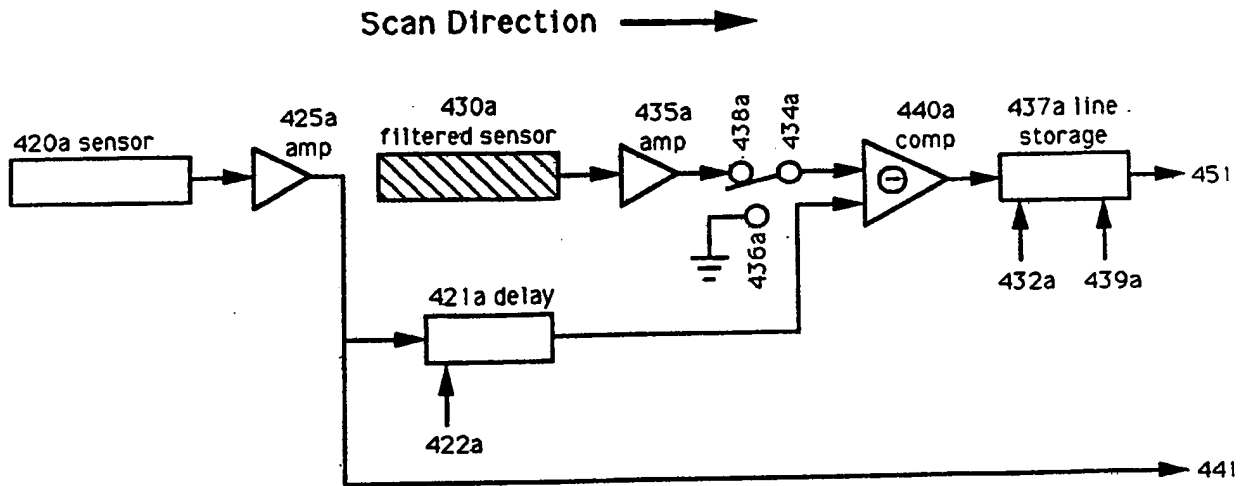 Scan Direction
420a sensor
425a
amp
430a
filtered sensor
435a
amp
438a
434a
440a
comp
437a line
storage
451
436a
432a
439a
421a delay
422a
441